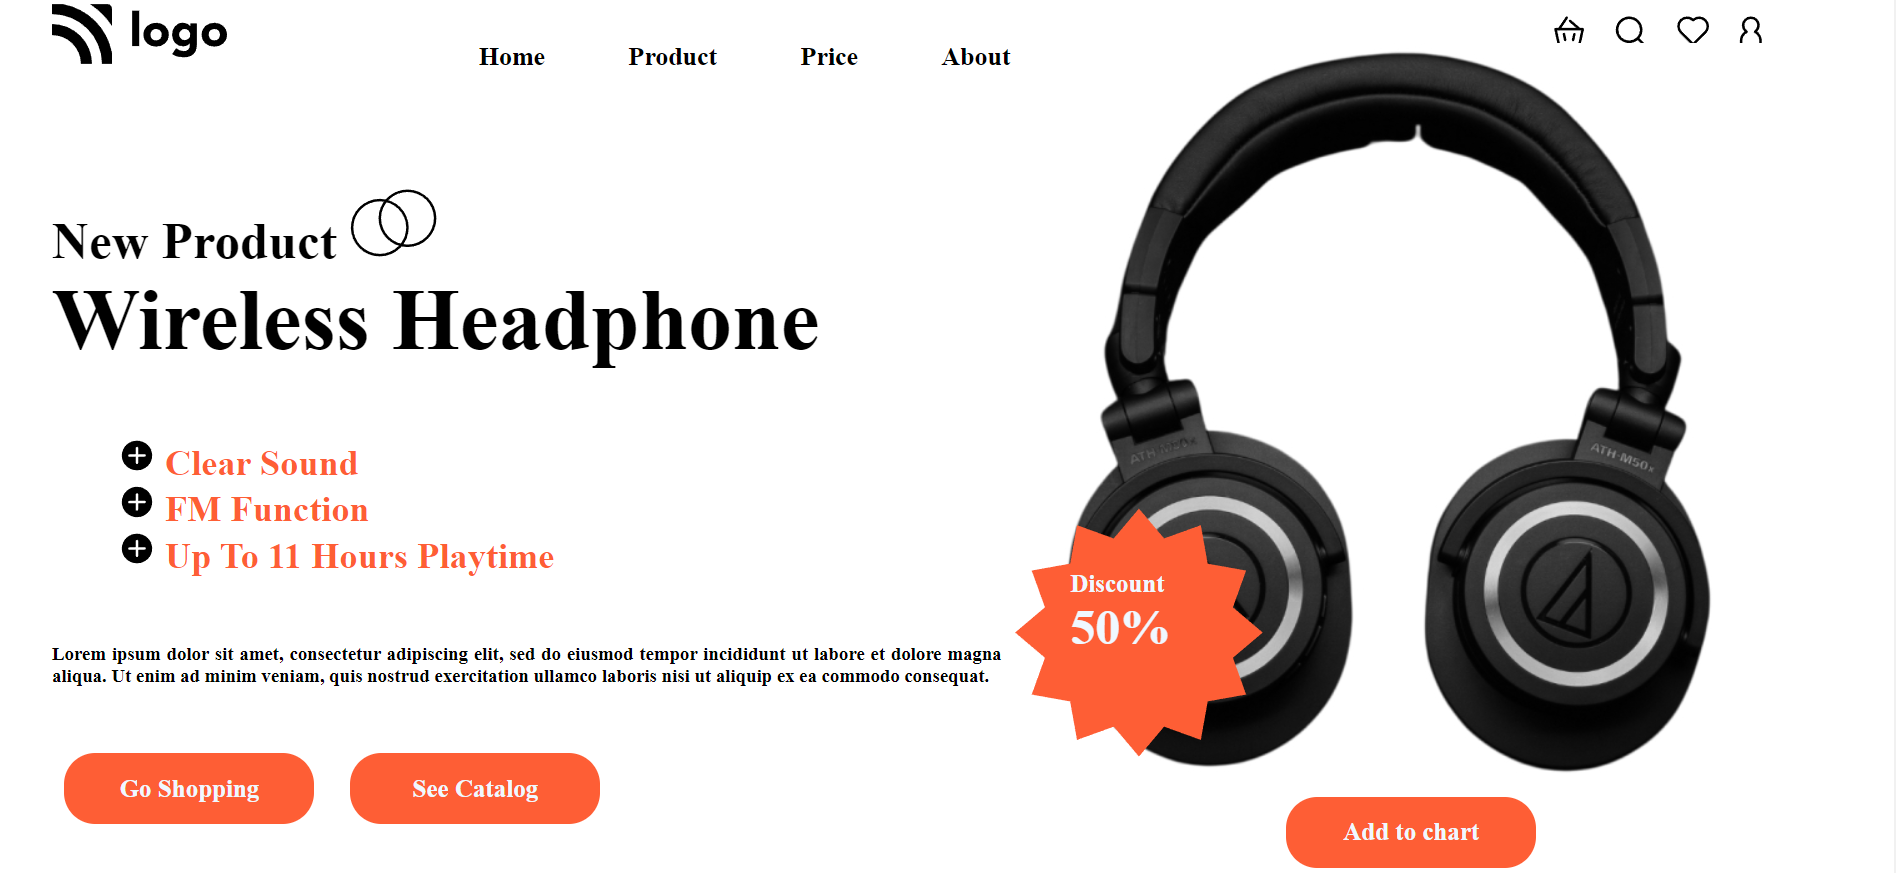 logo
Home Product Price About
New Product
Wireless Headphone
Clear Sound
FM Function
Up To 11 Hours Playtime
Lorem ipsum dolor sit amet, consectetur adipiscing elit, sed do eiusmod tempor incididunt ut labore et dolore magna
aliqua. Ut enim ad minim veniam, quis nostrud exercitation ullamco laboris nisi ut aliquip ex ea commodo consequat.
Go Shopping
See Catalog
ATH-M50x
ATH-M50x
Discount
50%
Add to chart